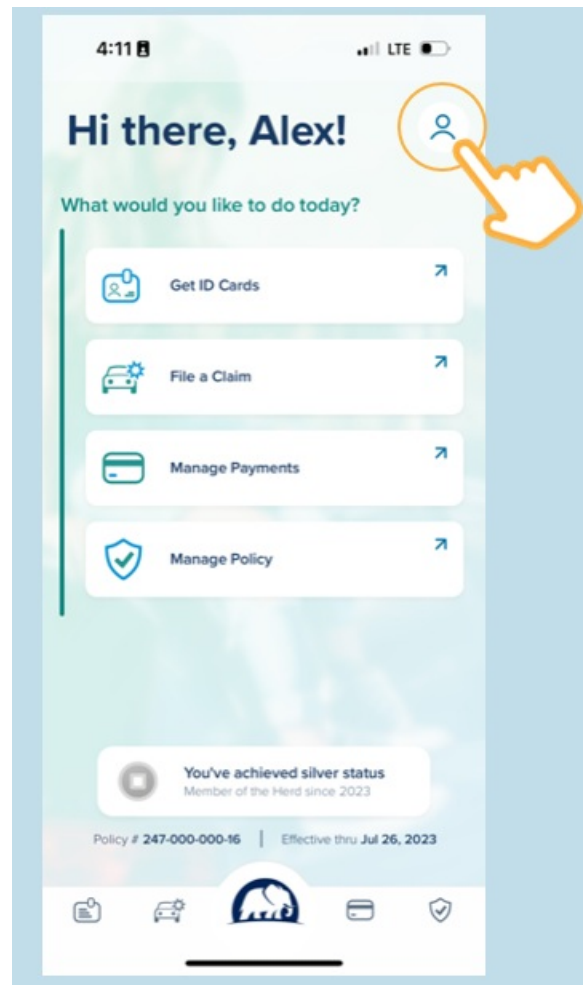 4:11 LTE
Hi there, Alex!
What would you like to do today?
Get ID Cards
File a Claim
Manage Payments
Manage Policy
You've achieved silver status
Member of the Herd since 2023
Policy # 247-000-000-16 | Effective thru Jul 26, 2023